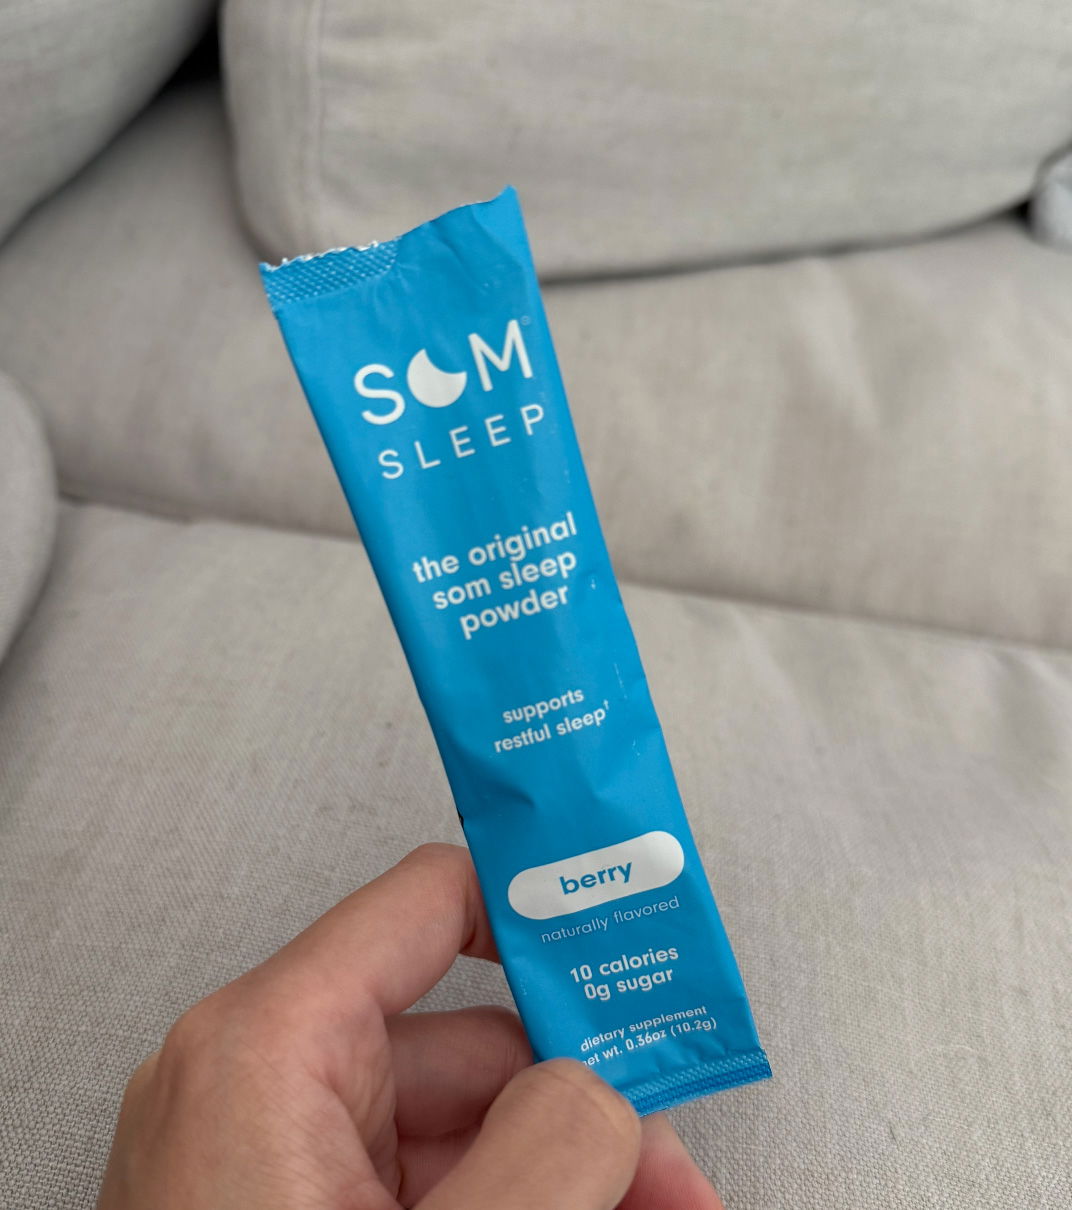 SOM®
SLEEP
the original
som sleep
powder
supports
restful sleep†
berry
naturally flavored
10 calories
0g sugar
dietary supplement
net wt. 0.36oz (10.2g)